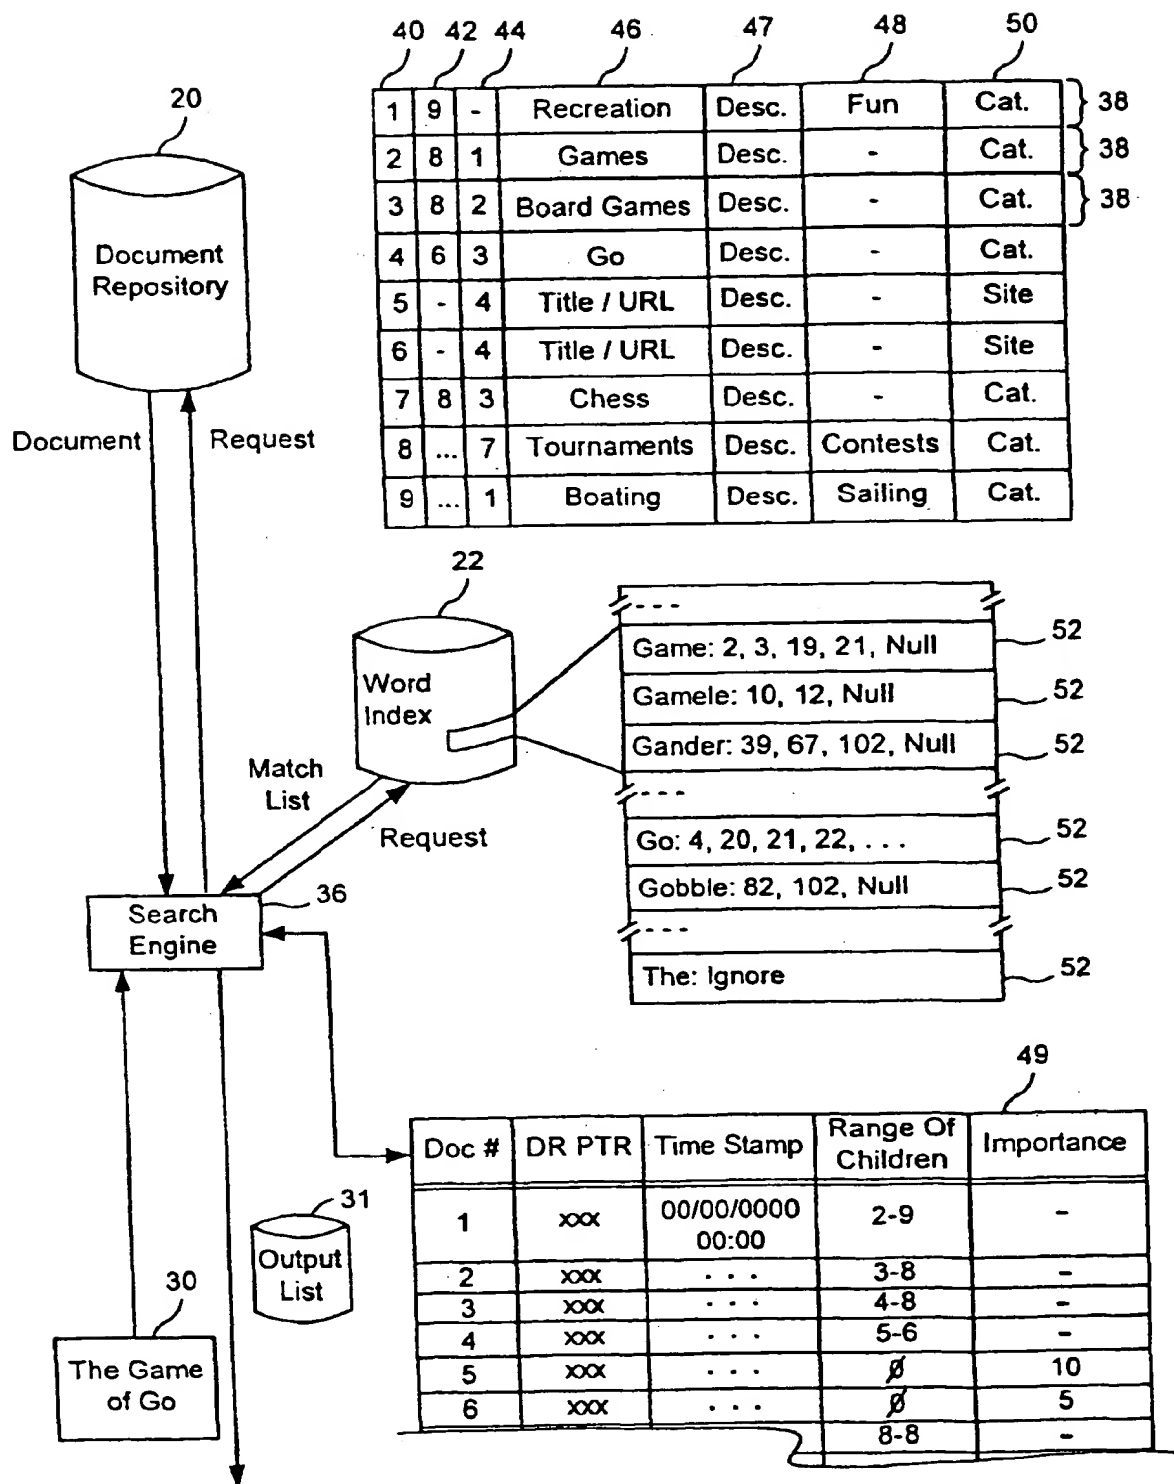 40 42 44 46 47 48 50
1 9 - Recreation Desc. Fun Cat. 38
2 8 1 Games Desc. - Cat. 38
3 8 2 Board Games Desc. - Cat. 38
4 6 3 Go Desc. - Cat.
5 - 4 Title / URL Desc. - Site
6 - 4 Title / URL Desc. - Site
7 8 3 Chess Desc. - Cat.
8 ... 7 Tournaments Desc. Contests Cat.
9 ... 1 Boating Desc. Sailing Cat.
20
Document
Repository
Document Request
22
Word
Index
- - - -
Game: 2, 3, 19, 21, Null 52
Gamele: 10, 12, Null 52
Gander: 39, 67, 102, Null 52
- - - -
Go: 4, 20, 21, 22, . . . 52
Gobble: 82, 102, Null 52
- - - -
The: Ignore 52
Match
List
Request
36
Search
Engine
49
Doc # DR PTR Time Stamp Range Of
Children Importance
1 xxx 00/00/0000
00:00 2-9 -
2 xxx . . . 3-8 -
3 xxx . . . 4-8 -
4 xxx . . . 5-6 -
5 xxx . . . Ø 10
6 xxx . . . Ø 5
8-8 -
31
Output
List
30
The Game
of Go